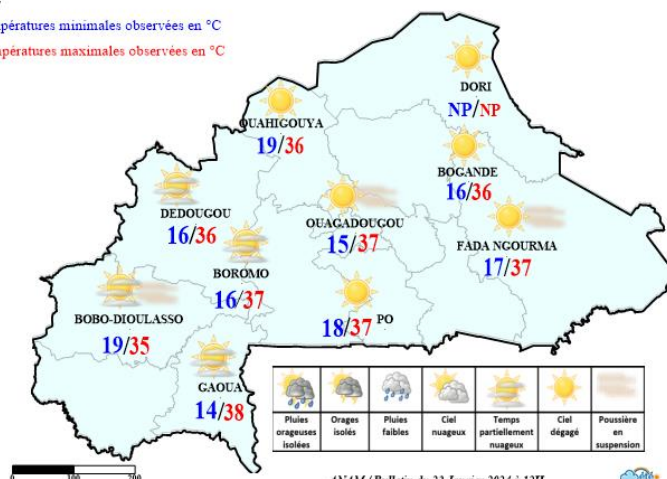 pératures minimales observées en °C
pératures maximales observées en °C
DORI
NP/NP
OUAHIGOUYA
19/36
BOGANDE
16/36
DEDOUGOU
16/36
OUAGADOUGOU
15/37
FADA NGOURMA
17/37
BOROMO
16/37
BOBO-DIOULASSO
19/35
18/37 PO
GAOUA
14/38
Pluies orageuses isolées
Orages isolés
Pluies faibles
Ciel nuageux
Temps partiellement nuageux
Ciel dégagé
Poussière en suspension
0 100 200